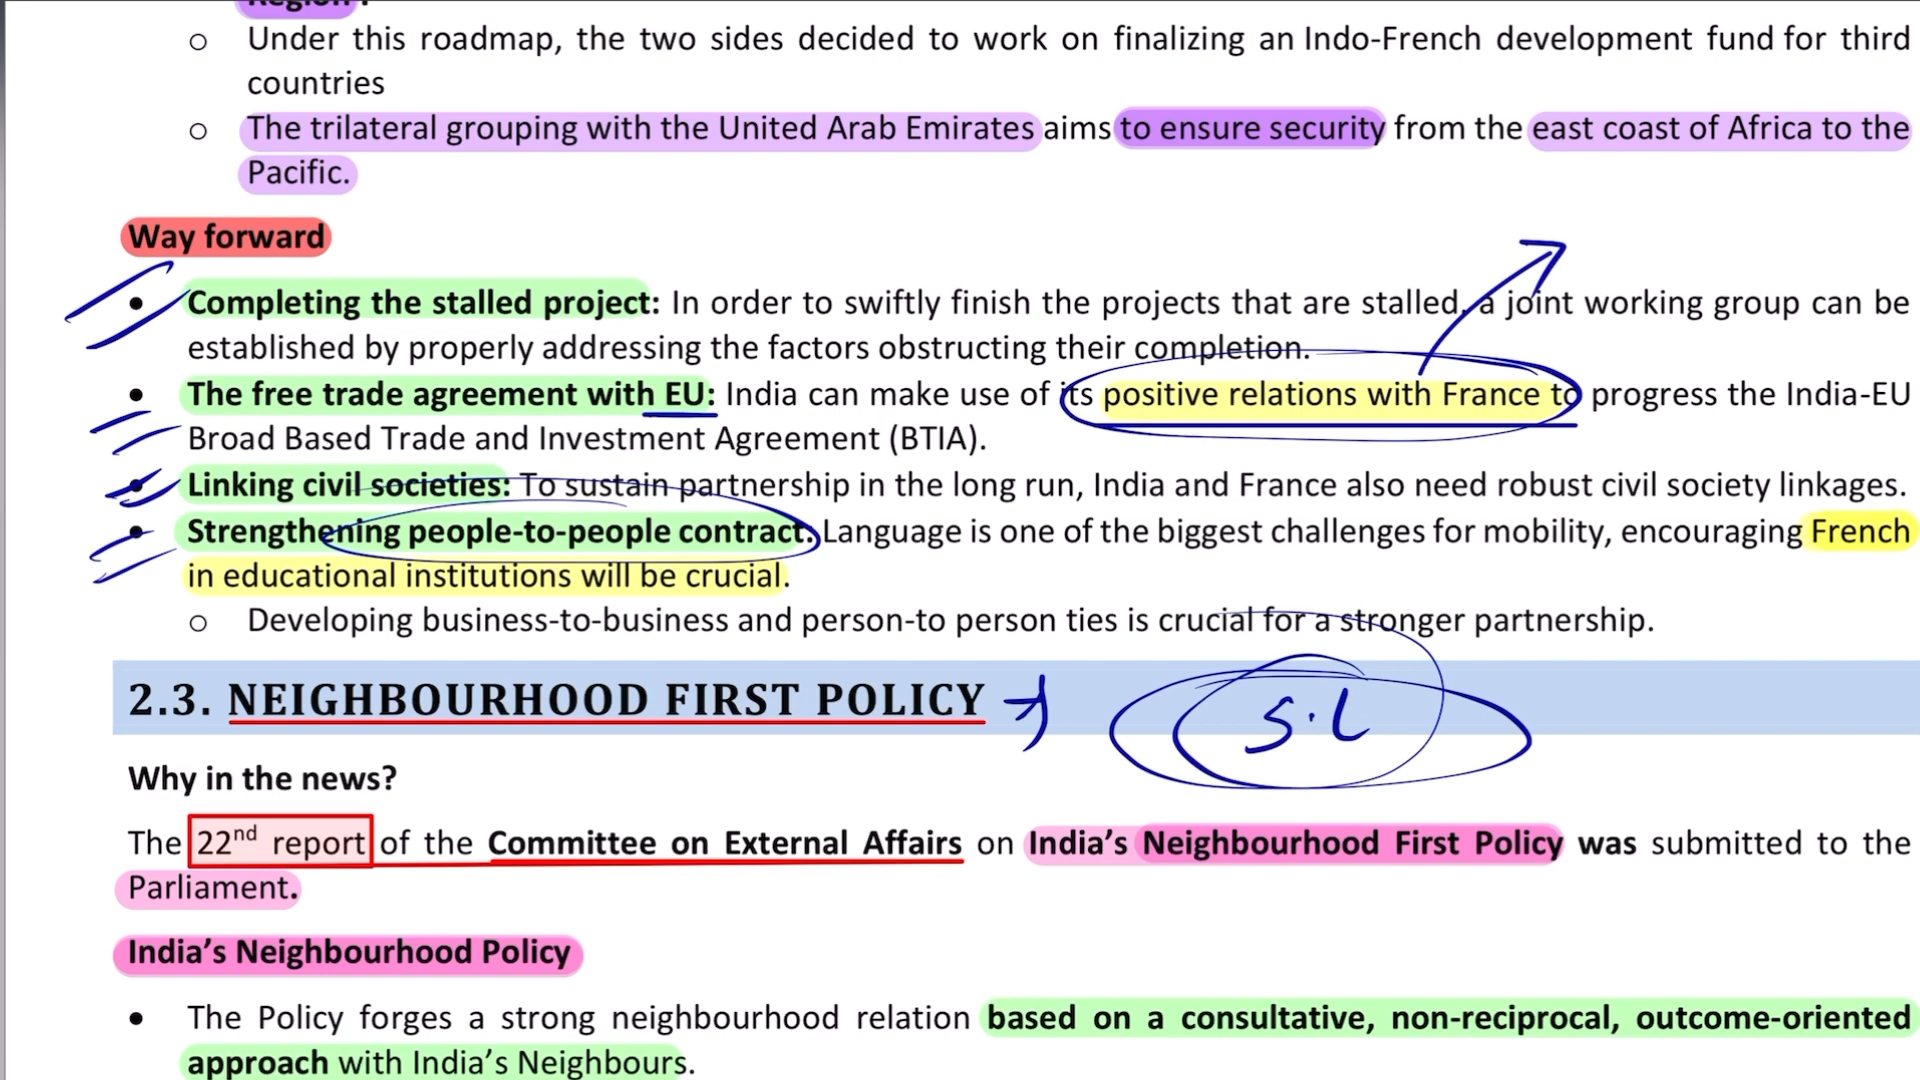 Region :
o Under this roadmap, the two sides decided to work on finalizing an Indo-French development fund for third
countries
o The trilateral grouping with the United Arab Emirates aims to ensure security from the east coast of Africa to the
Pacific.
Way forward
• Completing the stalled project: In order to swiftly finish the projects that are stalled, a joint working group can be
established by properly addressing the factors obstructing their completion.
• The free trade agreement with EU: India can make use of its positive relations with France to progress the India-EU
Broad Based Trade and Investment Agreement (BTIA).
• Linking civil societies: To sustain partnership in the long run, India and France also need robust civil society linkages.
• Strengthening people-to-people contract: Language is one of the biggest challenges for mobility, encouraging French
in educational institutions will be crucial.
o Developing business-to-business and person-to person ties is crucial for a stronger partnership.
2.3. NEIGHBOURHOOD FIRST POLICY
S.L
Why in the news?
The 22nd report of the Committee on External Affairs on India’s Neighbourhood First Policy was submitted to the
Parliament.
India’s Neighbourhood Policy
• The Policy forges a strong neighbourhood relation based on a consultative, non-reciprocal, outcome-oriented
approach with India’s Neighbours.